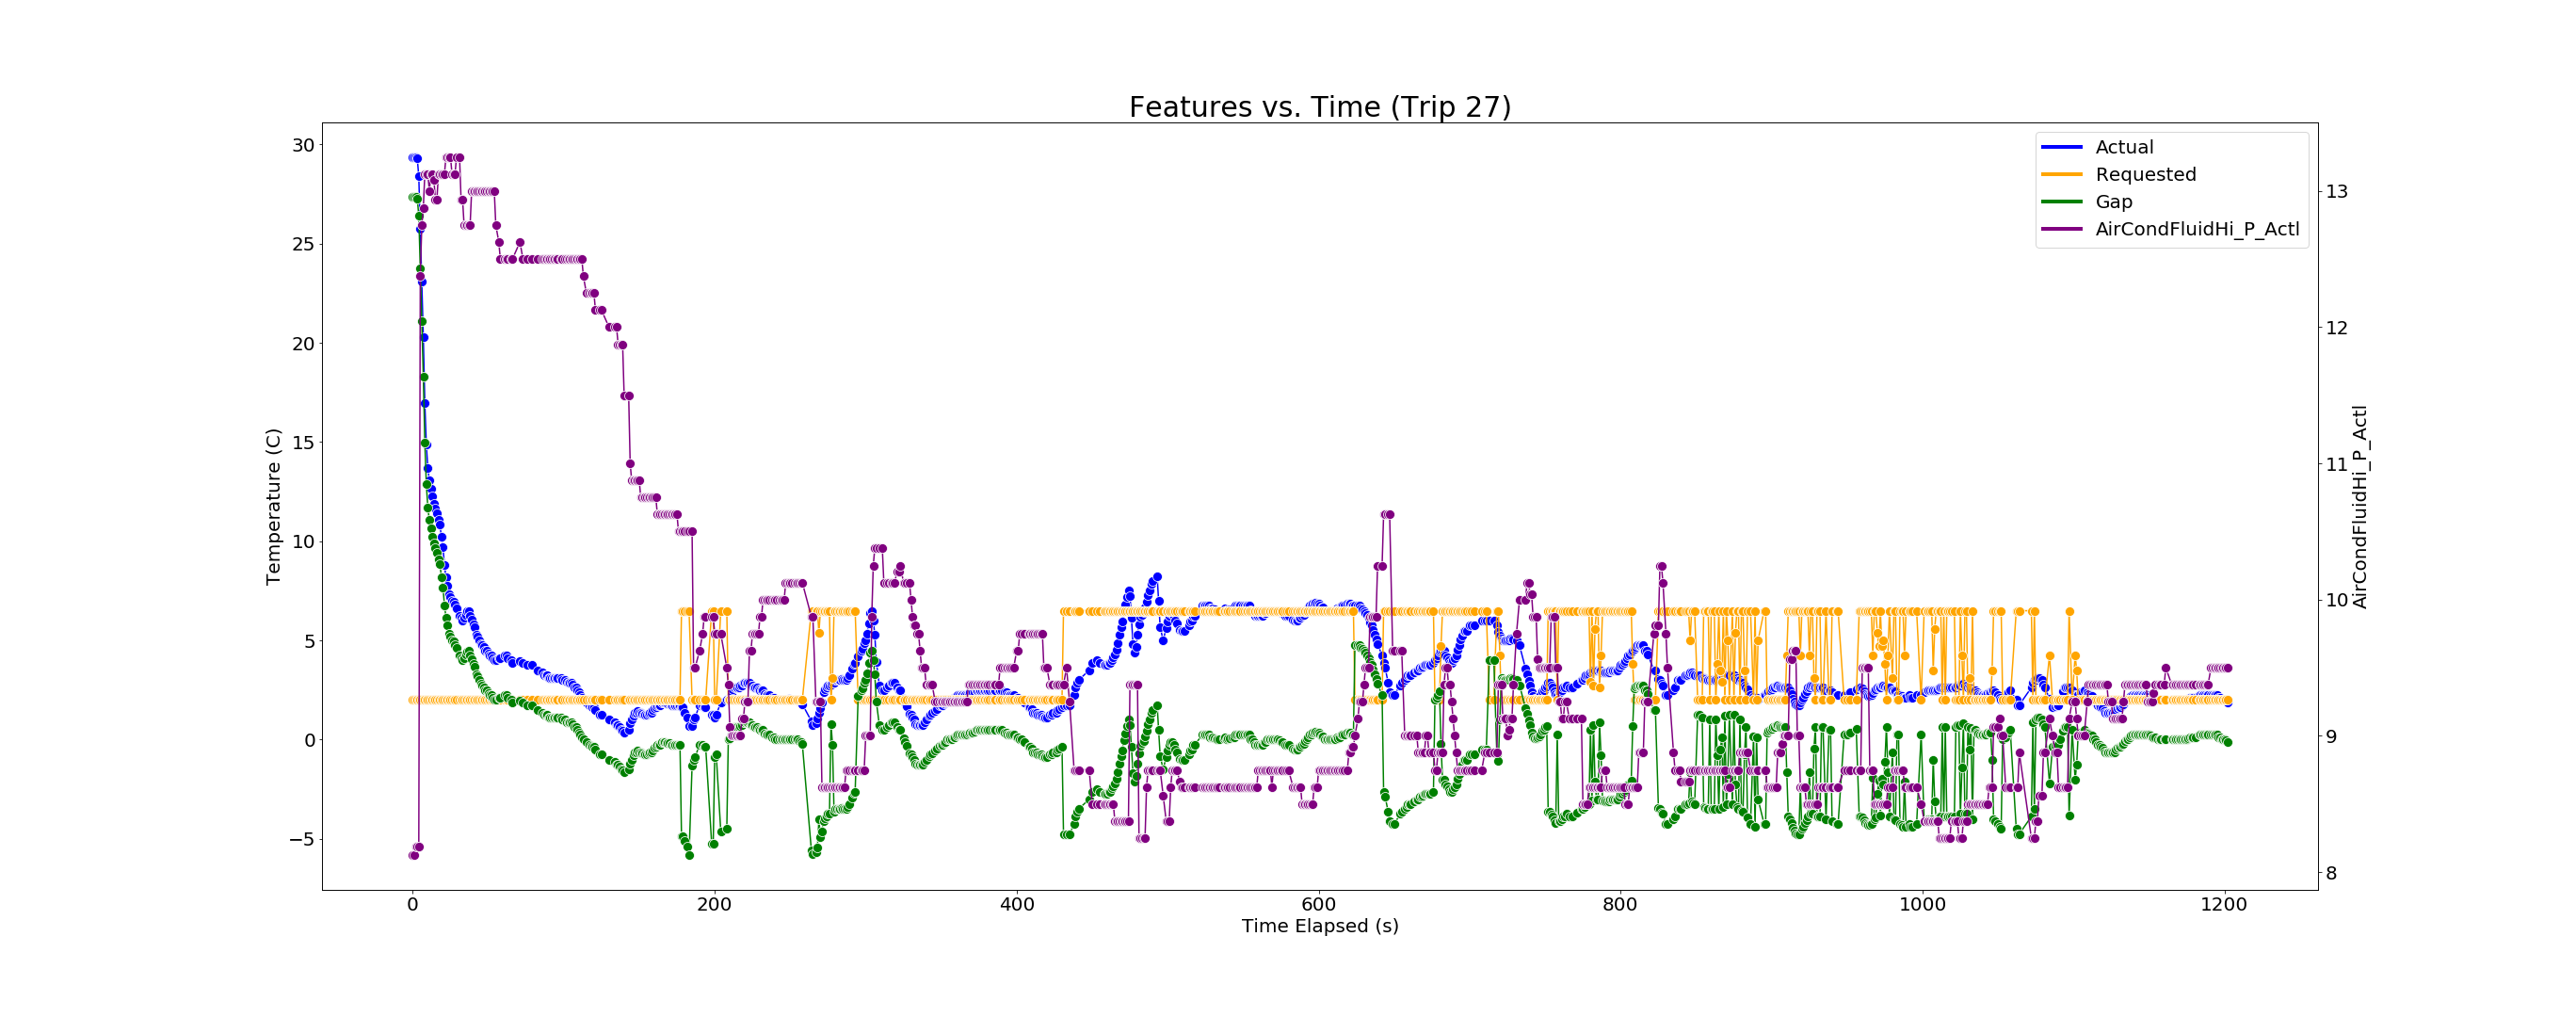 Features vs. Time (Trip 27)
30
25
20
15
10
5
0
−5
Temperature (C)
Actual
Requested
Gap
AirCondFluidHi_P_Actl
13
12
11
10
9
8
AirCondFluidHi_P_Actl
0
200
400
600
800
1000
1200
Time Elapsed (s)